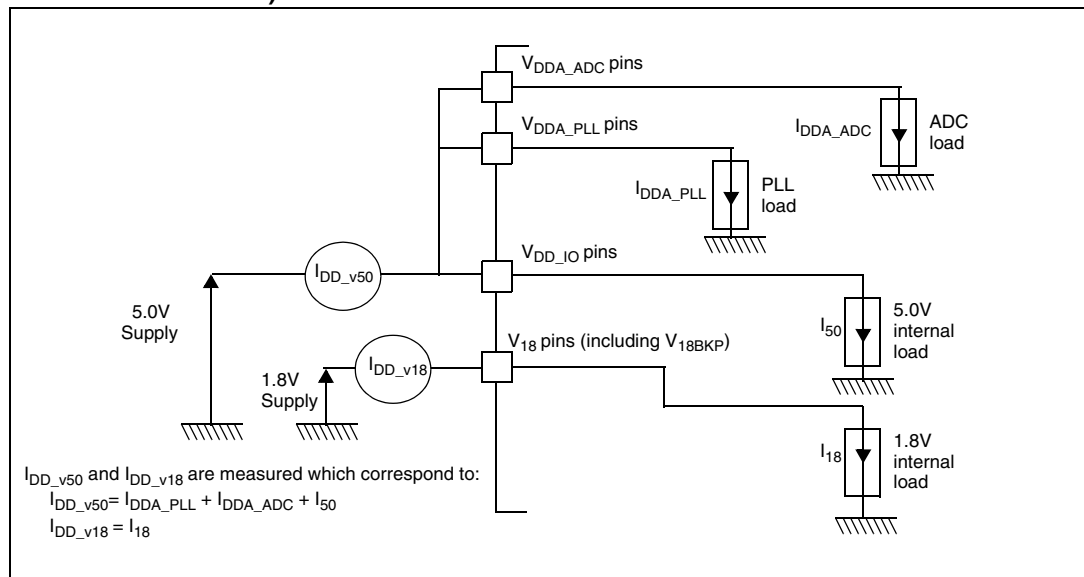 V_DDA_ADC pins
I_DDA_ADC
ADC
load
V_DDA_PLL pins
I_DDA_PLL
PLL
load
V_DD_IO pins
I_DD_v50
5.0V
Supply
I_50
5.0V
internal
load
V_18 pins (including V_18BKP)
I_DD_v18
1.8V
Supply
I_18
1.8V
internal
load
I_DD_v50 and I_DD_v18 are measured which correspond to:
I_DD_v50= I_DDA_PLL + I_DDA_ADC + I_50
I_DD_v18 = I_18